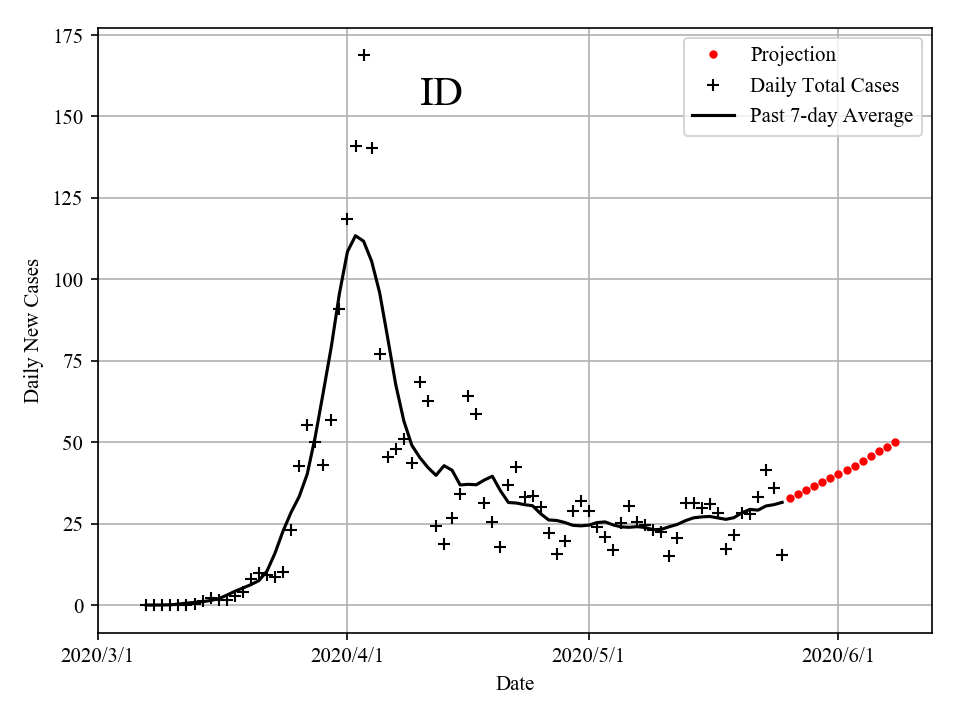 175
150
125
100
75
50
25
0
Daily New Cases
ID
Projection
Daily Total Cases
Past 7-day Average
2020/3/1
2020/4/1
2020/5/1
2020/6/1
Date